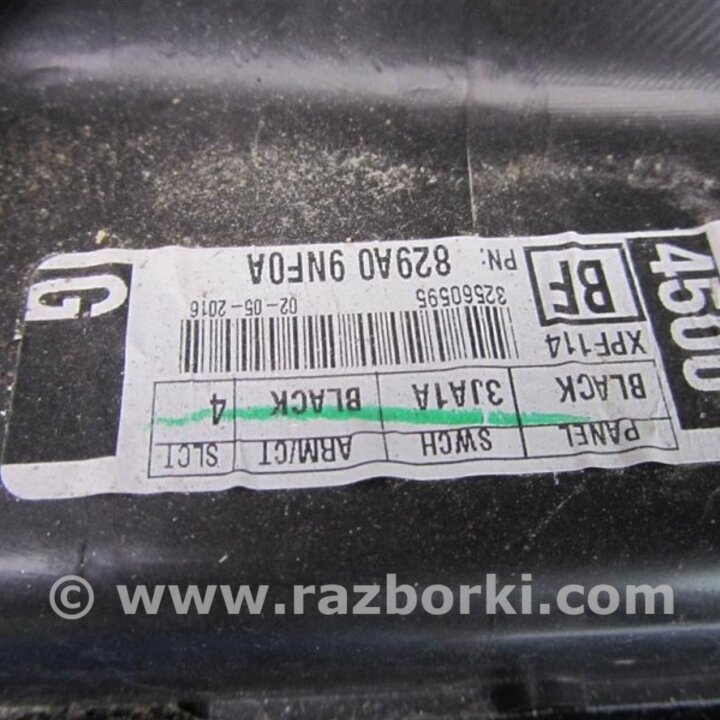 PANEL SWCH ARM/CT SLCT
BLACK 3JA1A BLACK 4
XPF114
4500
BF
32560595 02-05-2016
PN: 829A0 9NF0A
© www.razborki.com